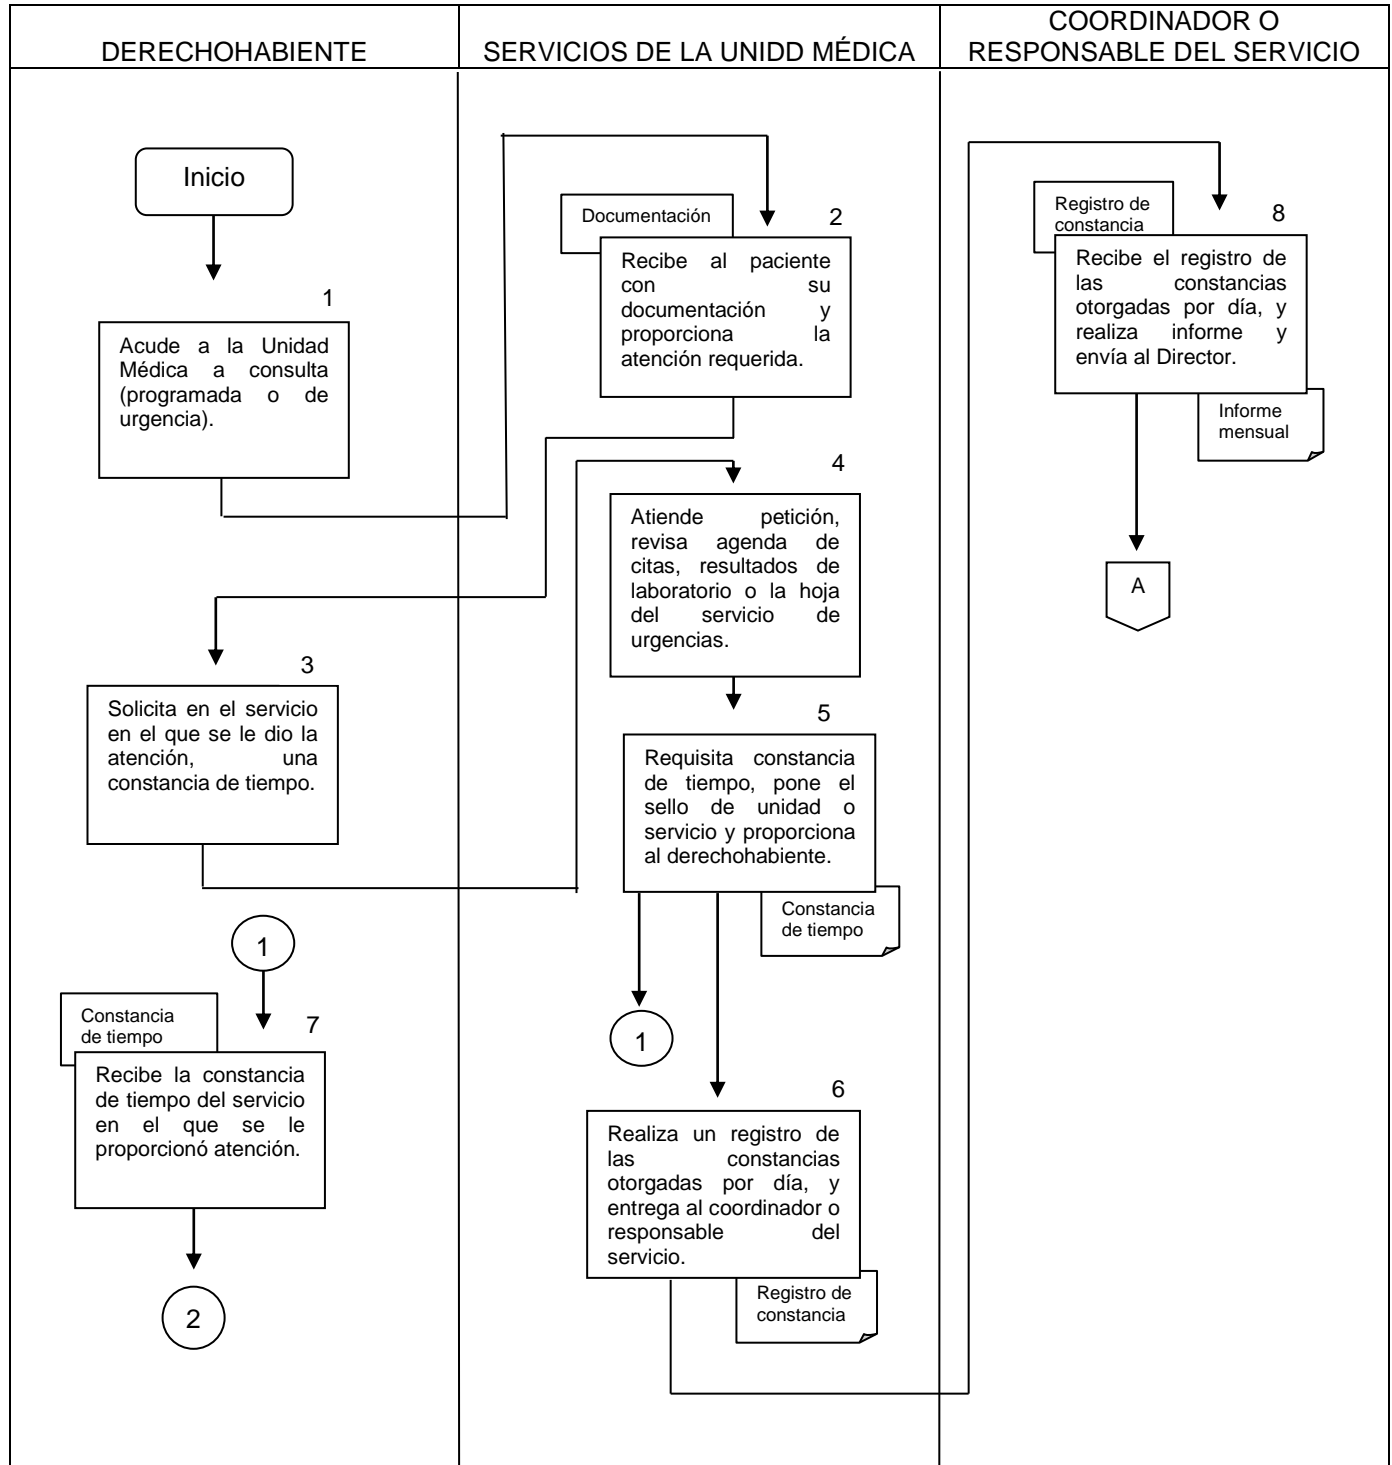 DERECHOHABIENTE
SERVICIOS DE LA UNIDD MÉDICA
COORDINADOR O
RESPONSABLE DEL SERVICIO
Inicio
1
Acude a la Unidad
Médica a consulta
(programada o de
urgencia).
Documentación
2
Recibe al paciente
con su
documentación y
proporciona la
atención requerida.
3
Solicita en el servicio
en el que se le dio la
atención, una
constancia de tiempo.
4
Atiende petición,
revisa agenda de
citas, resultados de
laboratorio o la hoja
del servicio de
urgencias.
5
Requisita constancia
de tiempo, pone el
sello de unidad o
servicio y proporciona
al derechohabiente.
Constancia
de tiempo
1
6
Realiza un registro de
las constancias
otorgadas por día, y
entrega al coordinador o
responsable del
servicio.
Registro de
constancia
1
Constancia
de tiempo
7
Recibe la constancia
de tiempo del servicio
en el que se le
proporcionó atención.
2
Registro de
constancia
8
Recibe el registro de
las constancias
otorgadas por día, y
realiza informe y
envía al Director.
Informe
mensual
A